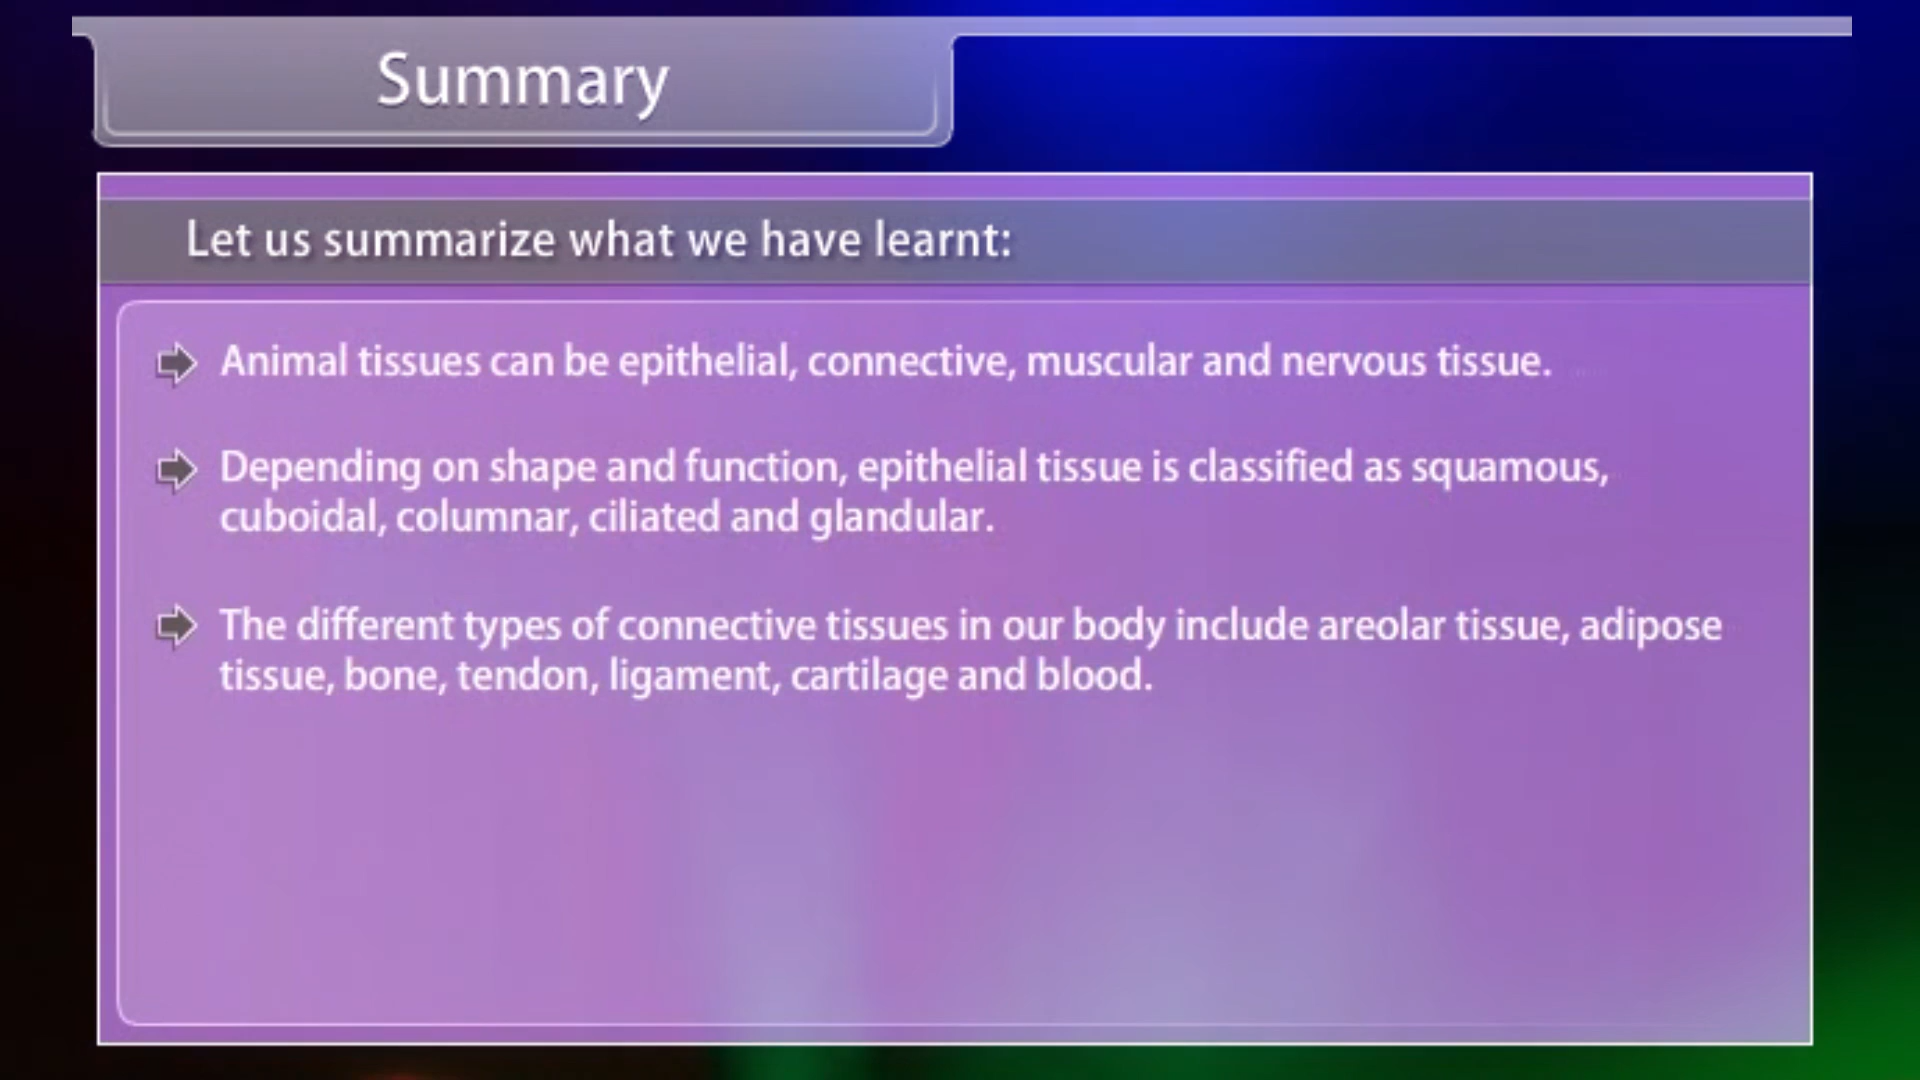 Summary
Let us summarize what we have learnt:
Animal tissues can be epithelial, connective, muscular and nervous tissue.
Depending on shape and function, epithelial tissue is classified as squamous,
cuboidal, columnar, ciliated and glandular.
The different types of connective tissues in our body include areolar tissue, adipose
tissue, bone, tendon, ligament, cartilage and blood.